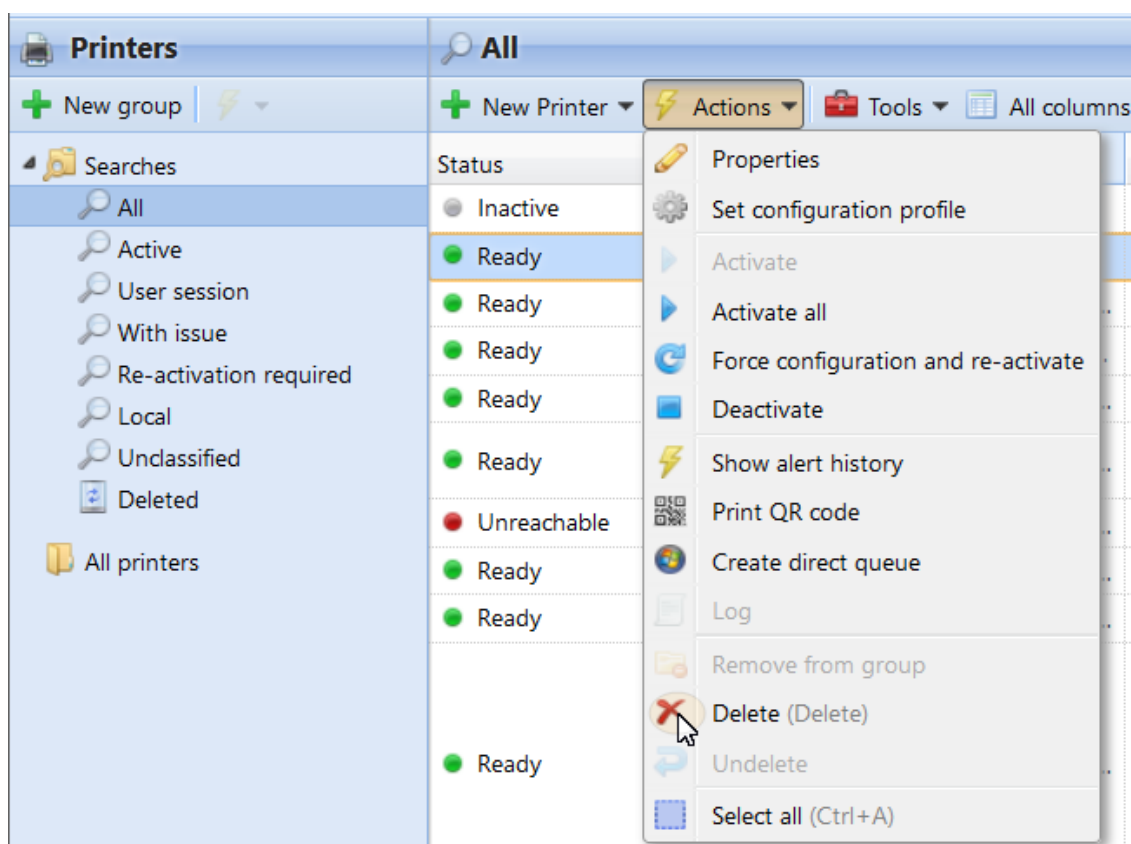 Printers
New group
Searches
All
Active
User session
With issue
Re-activation required
Local
Unclassified
Deleted
All printers
All
New Printer
Actions
Tools
All columns
Status
Inactive
Ready
Ready
Ready
Ready
Ready
Unreachable
Ready
Ready
Ready
Properties
Set configuration profile
Activate
Activate all
Force configuration and re-activate
Deactivate
Show alert history
Print QR code
Create direct queue
Log
Remove from group
Delete (Delete)
Undelete
Select all (Ctrl+A)